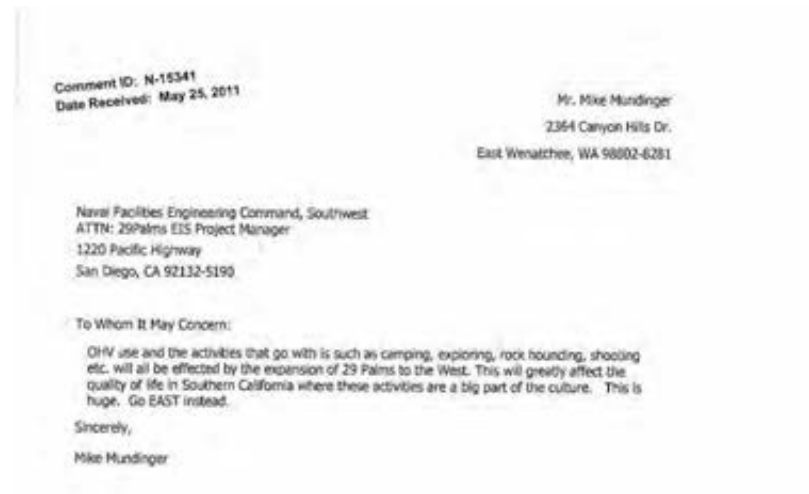 Comment ID: N-15341
Date Received: May 25, 2011
Mr. Mike Mundinger
2364 Canyon Hills Dr.
East Wenatchee, WA 98802-6281
Naval Facilities Engineering Command, Southwest
ATTN: 29Palms EIS Project Manager
1220 Pacific Highway
San Diego, CA 92132-5190
To Whom It May Concern:
OHV use and the activities that go with is such as camping, exploring, rock hounding, shooting
etc. will all be effected by the expansion of 29 Palms to the West. This will greatly affect the
quality of life in Southern California where these activities are a big part of the culture. This is
huge. Go EAST instead.
Sincerely,
Mike Mundinger